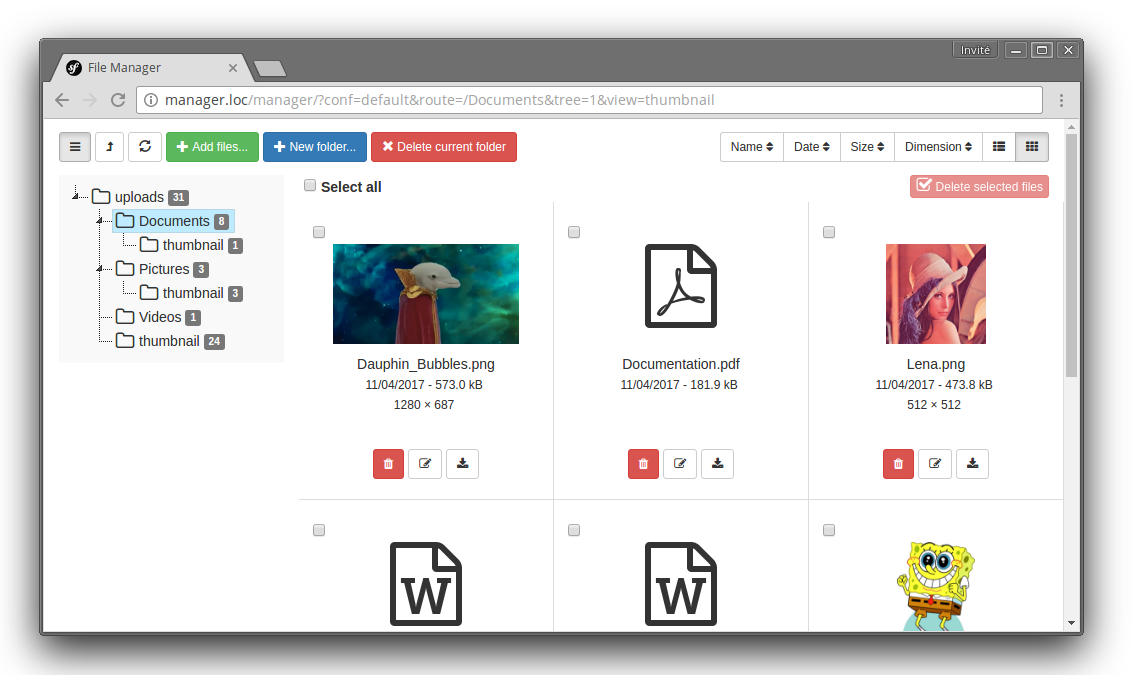 Invité
File Manager
manager.loc/manager/?conf=default&route=/Documents&tree=1&view=thumbnail
Add files... New folder... Delete current folder Name Date Size Dimension
Select all Delete selected files
uploads 31
Documents 8
thumbnail 1
Pictures 3
thumbnail 3
Videos 1
thumbnail 24
Dauphin_Bubbles.png Documentation.pdf Lena.png
11/04/2017 - 573.0 kB 11/04/2017 - 181.9 kB 11/04/2017 - 473.8 kB
1280 × 687 512 × 512
W W